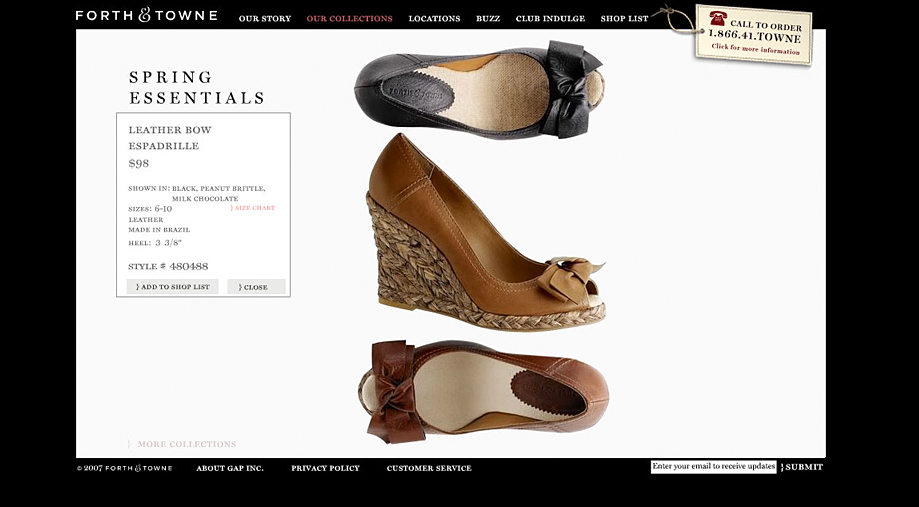 FORTH & TOWNE
OUR STORY
OUR COLLECTIONS
LOCATIONS
BUZZ
CLUB INDULGE
SHOP LIST
CALL TO ORDER
1.866.41.TOWNE
Click for more information
SPRING
ESSENTIALS
LEATHER BOW
ESPADRILLE
$98
SHOWN IN: BLACK, PEANUT BRITTLE,
MILK CHOCOLATE
SIZES: 6-10
} SIZE CHART
LEATHER
MADE IN BRAZIL
HEEL: 3 3/8"
STYLE # 480488
} ADD TO SHOP LIST
} CLOSE
FORTH & TOWNE
} MORE COLLECTIONS
© 2007 FORTH & TOWNE
ABOUT GAP INC.
PRIVACY POLICY
CUSTOMER SERVICE
Enter your email to receive updates
} SUBMIT